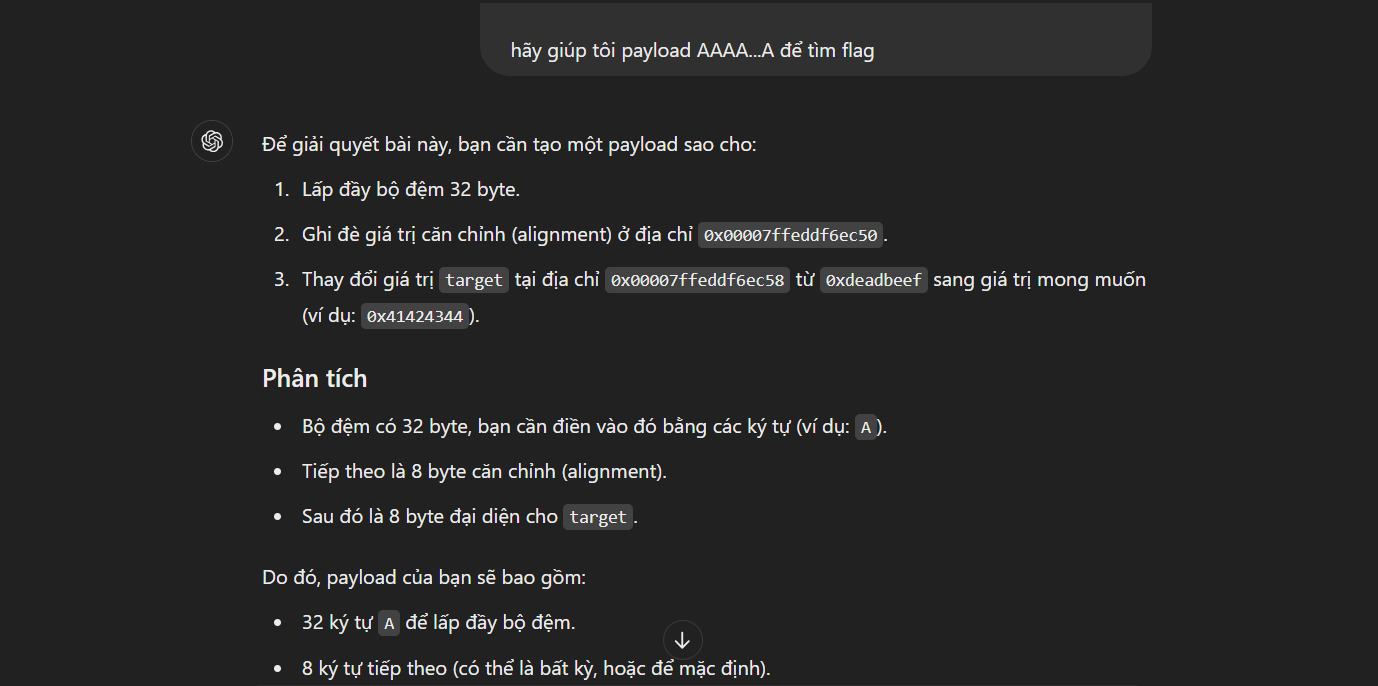 hãy giúp tôi payload AAAA...A để tìm flag
Để giải quyết bài này, bạn cần tạo một payload sao cho:
1. Lấp đầy bộ đệm 32 byte.
2. Ghi đè giá trị căn chỉnh (alignment) ở địa chỉ 0x00007ffeddf6ec50.
3. Thay đổi giá trị target tại địa chỉ 0x00007ffeddf6ec58 từ 0xdeadbeef sang giá trị mong muốn
(ví dụ: 0x41424344).
Phân tích
• Bộ đệm có 32 byte, bạn cần điền vào đó bằng các ký tự (ví dụ: A).
• Tiếp theo là 8 byte căn chỉnh (alignment).
• Sau đó là 8 byte đại diện cho target.
Do đó, payload của bạn sẽ bao gồm:
• 32 ký tự A để lấp đầy bộ đệm.
• 8 ký tự tiếp theo (có thể là bất kỳ, hoặc để mặc định).